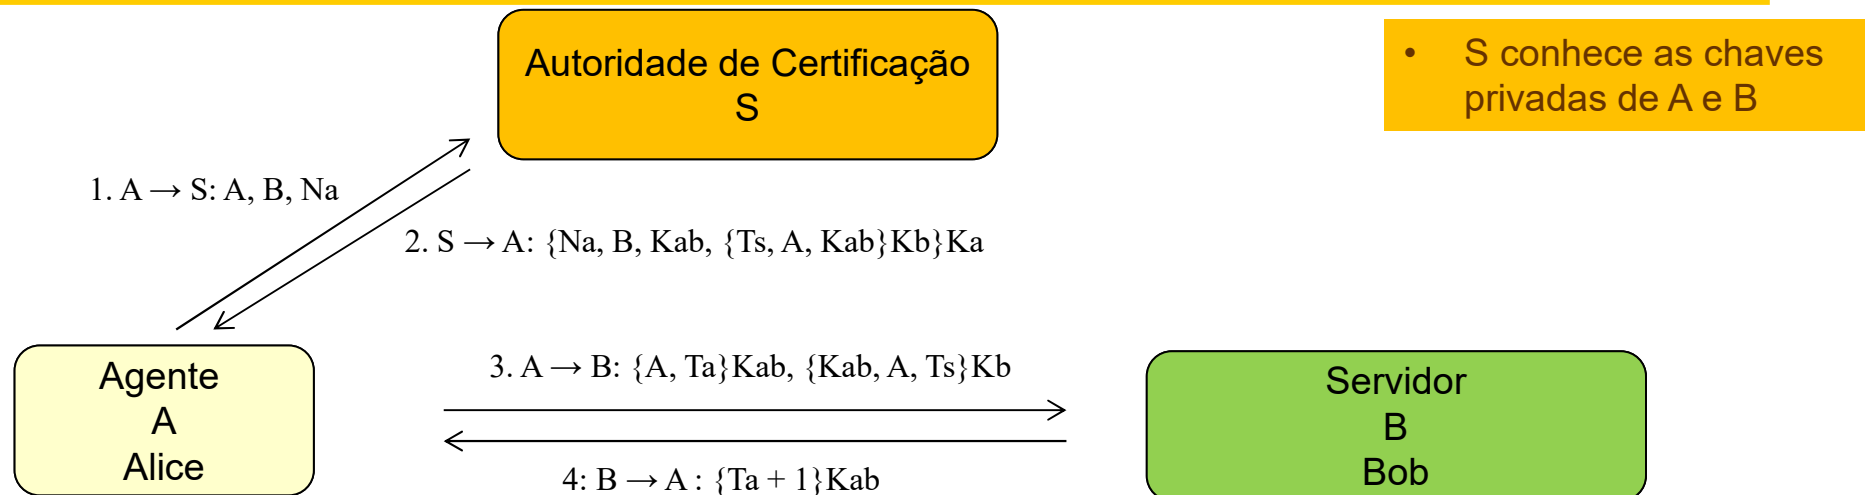 Autoridade de Certificação
S
• S conhece as chaves
privadas de A e B
1. A → S: A, B, Na
2. S → A: {Na, B, Kab, {Ts, A, Kab}Kb}Ka
3. A → B: {A, Ta}Kab, {Kab, A, Ts}Kb
Agente
A
Alice
Servidor
B
Bob
4: B → A : {Ta + 1}Kab